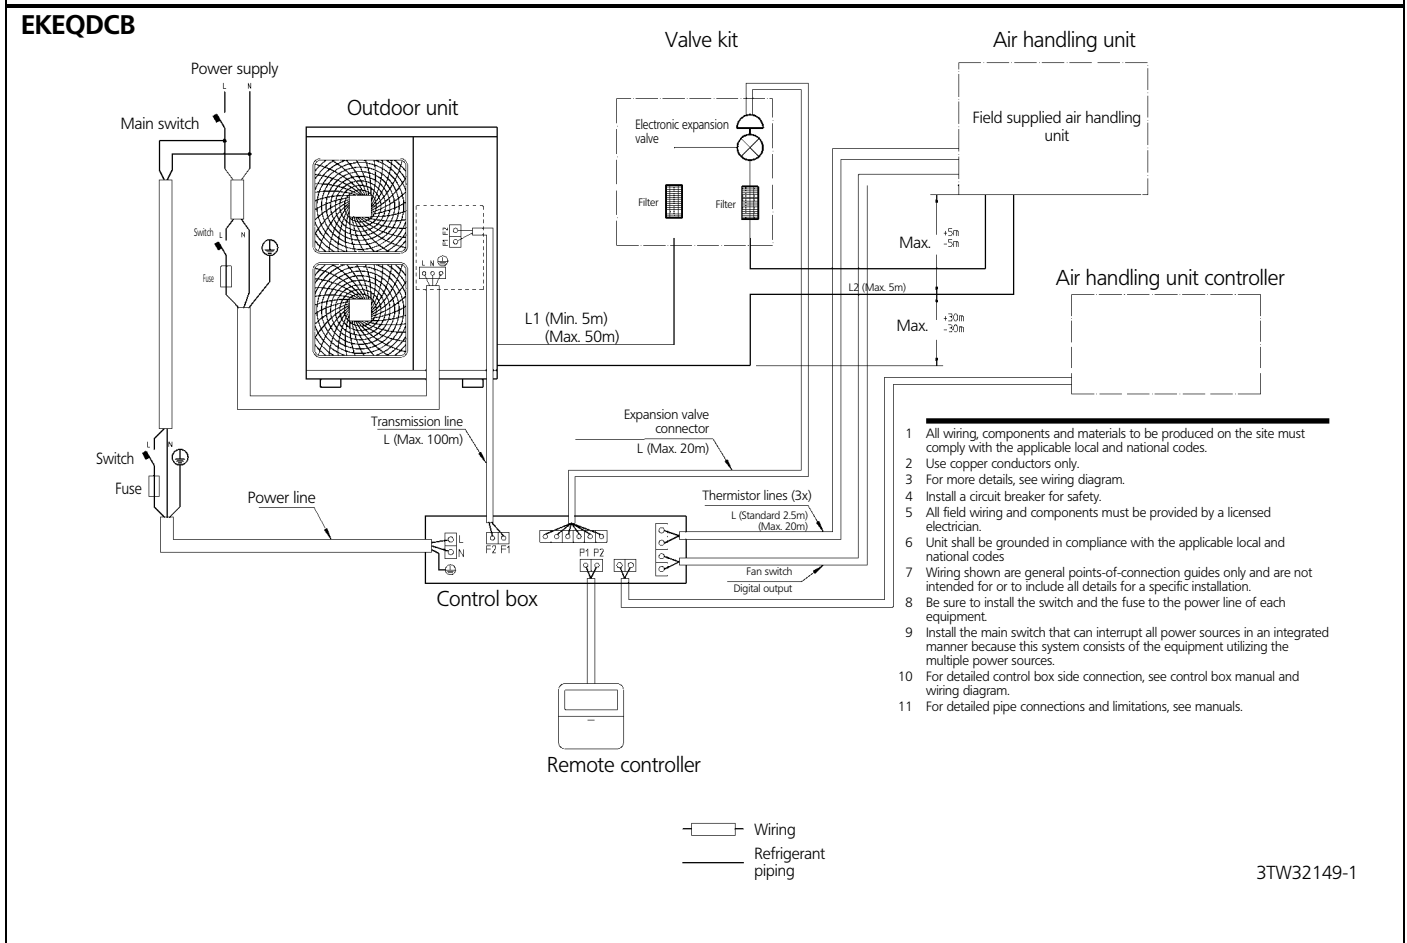 EKEQDCB
Valve kit
Air handling unit
Power supply
L N
Outdoor unit
Main switch
Electronic expansion
valve
Field supplied air handling
unit
Filter
Filter
Switch L N
Fuse
F1 F2
L N
Max. +5m
-5m
L2 (Max. 5m)
Air handling unit controller
L1 (Min. 5m)
(Max. 50m)
Max. +30m
-30m
Transmission line
L (Max. 100m)
Expansion valve
connector
L (Max. 20m)
L N
Switch
Fuse
Power line
Thermistor lines (3x)
L (Standard 2.5m)
(Max. 20m)
L
N
F2 F1
P1 P2
Fan switch
Digital output
Control box
Remote controller
1 All wiring, components and materials to be produced on the site must
comply with the applicable local and national codes.
2 Use copper conductors only.
3 For more details, see wiring diagram.
4 Install a circuit breaker for safety.
5 All field wiring and components must be provided by a licensed
electrician.
6 Unit shall be grounded in compliance with the applicable local and
national codes
7 Wiring shown are general points-of-connection guides only and are not
intended for or to include all details for a specific installation.
8 Be sure to install the switch and the fuse to the power line of each
equipment.
9 Install the main switch that can interrupt all power sources in an integrated
manner because this system consists of the equipment utilizing the
multiple power sources.
10 For detailed control box side connection, see control box manual and
wiring diagram.
11 For detailed pipe connections and limitations, see manuals.
Wiring
Refrigerant
piping
3TW32149-1